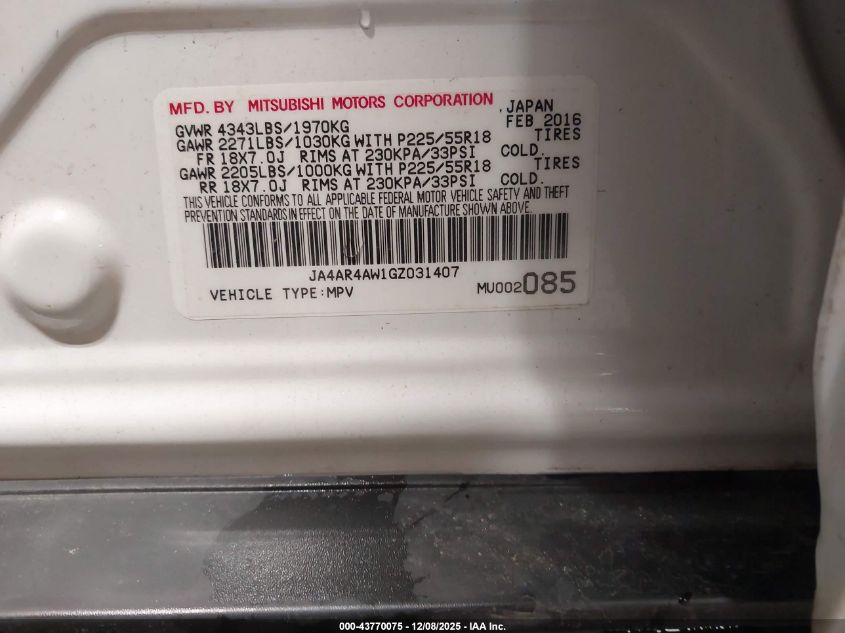 MFD. BY MITSUBISHI MOTORS CORPORATION , JAPAN
GVWR 4343LBS/1970KG FEB 2016
GAWR 2271LBS/1030KG WITH P225/55R18 TIRES
FR 18X7.0J RIMS AT 230KPA/33PSI COLD.
GAWR 2205LBS/1000KG WITH P225/55R18 TIRES
RR 18X7.0J RIMS AT 230KPA/33PSI COLD.
THIS VEHICLE CONFORMS TO ALL APPLICABLE FEDERAL MOTOR VEHICLE SAFETY AND THEFT
PREVENTION STANDARDS IN EFFECT ON THE DATE OF MANUFACTURE SHOWN ABOVE.
JA4AR4AW1GZ031407
VEHICLE TYPE:MPV MU002085
000-43770075 - 12/08/2025 - IAA Inc.